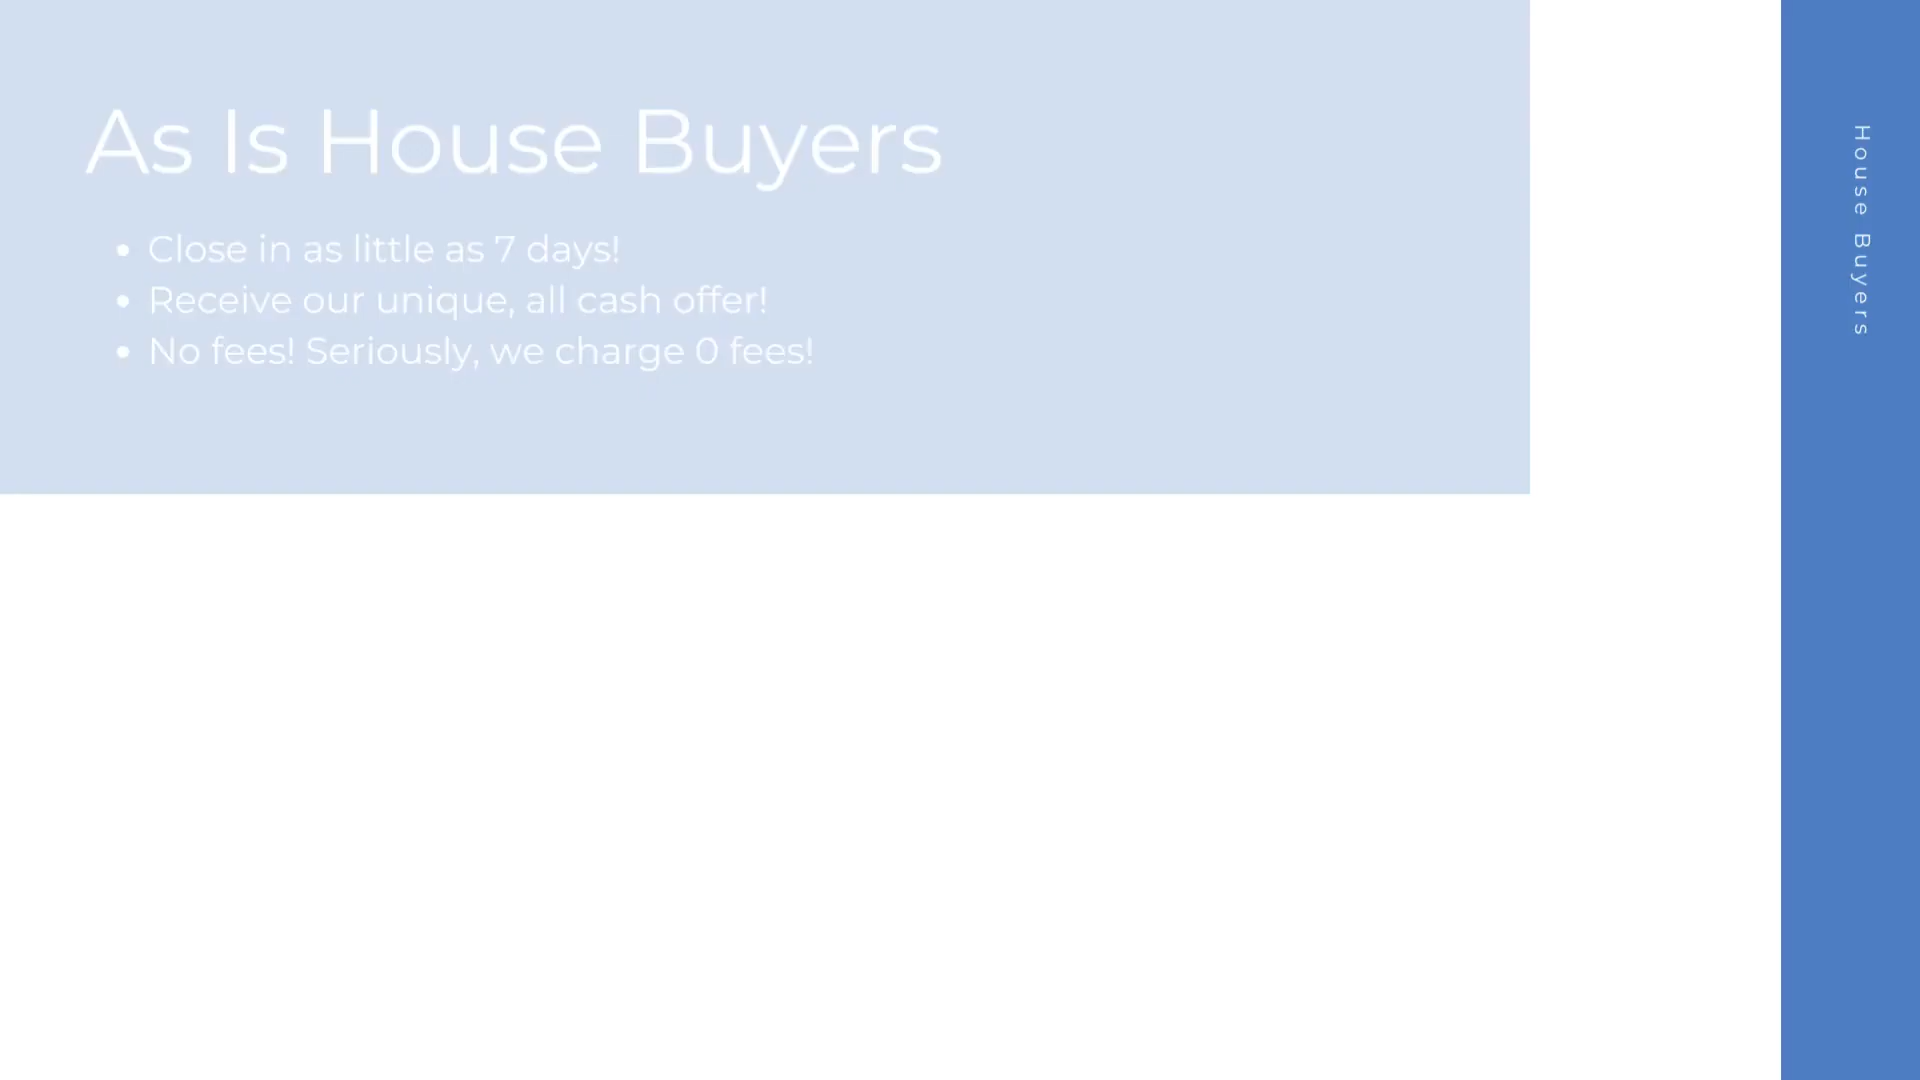 As Is House Buyers
• Close in as little as 7 days!
• Receive our unique, all cash offer!
• No fees! Seriously, we charge 0 fees!
House Buyers